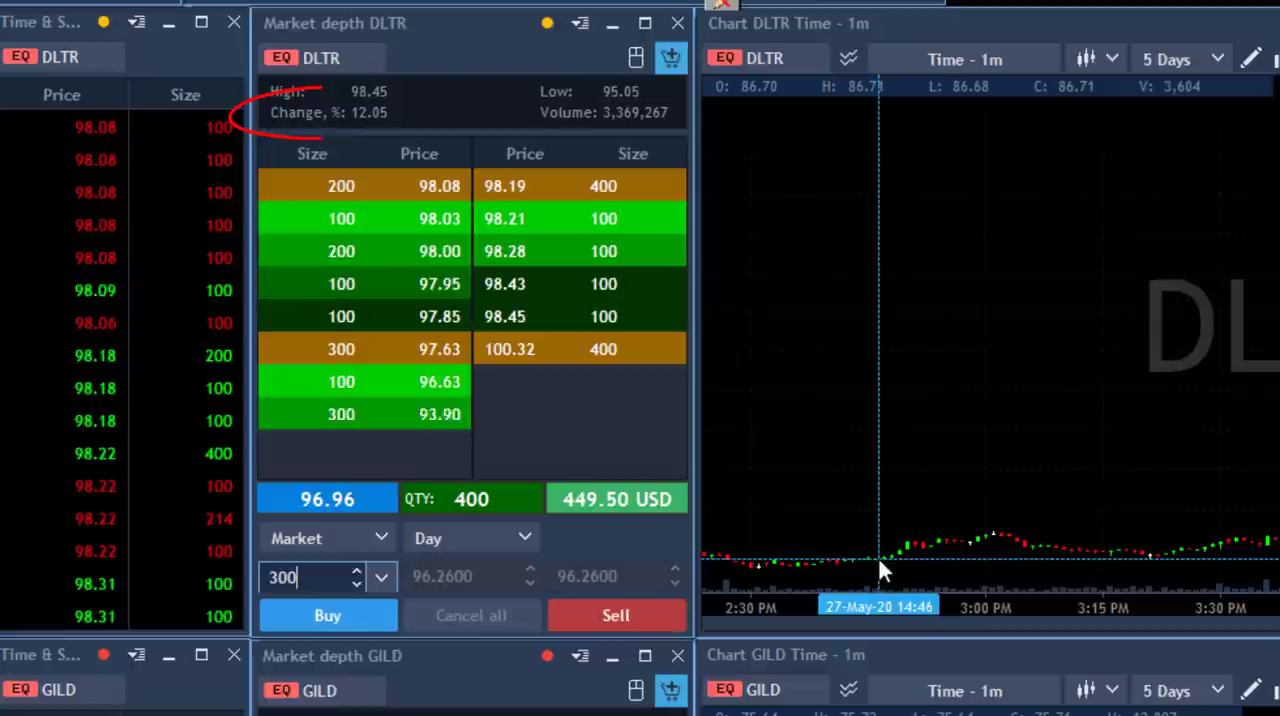 Time & S...
EQ DLTR
Price Size
98.08 100
98.08 100
98.08 100
98.08 100
98.08 100
98.09 100
98.06 100
98.18 200
98.18 100
98.18 100
98.22 400
98.22 100
98.22 214
98.22 100
98.31 100
98.31 100
Market depth DLTR
EQ DLTR
High: 98.45 Low: 95.05
Change, %: 12.05 Volume: 3,369,267
Size Price Price Size
200 98.08 98.19 400
100 98.03 98.21 100
200 98.00 98.28 100
100 97.95 98.43 100
100 97.85 98.45 100
300 97.63 100.32 400
100 96.63
300 93.90
96.96 QTY: 400 449.50 USD
Market Day
300 96.2600 96.2600
Buy Cancel all Sell
Chart DLTR Time - 1m
EQ DLTR Time - 1m 5 Days
O: 86.70 H: 86.71 L: 86.68 C: 86.71 V: 3,604
DL
2:30 PM 27-May-20 14:46 3:00 PM 3:15 PM 3:30 PM
Time & S...
EQ GILD
Market depth GILD
EQ GILD
Chart GILD Time - 1m
EQ GILD Time - 1m 5 Days